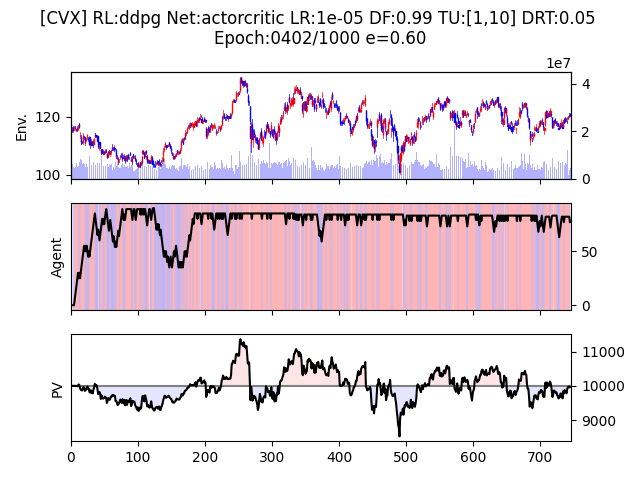 [CVX] RL:ddpg Net:actorcritic LR:1e-05 DF:0.99 TU:[1,10] DRT:0.05
Epoch:0402/1000 e=0.60
1e7
Env.
120
100
4
2
0
Agent
50
0
PV
11000
10000
9000
0 100 200 300 400 500 600 700